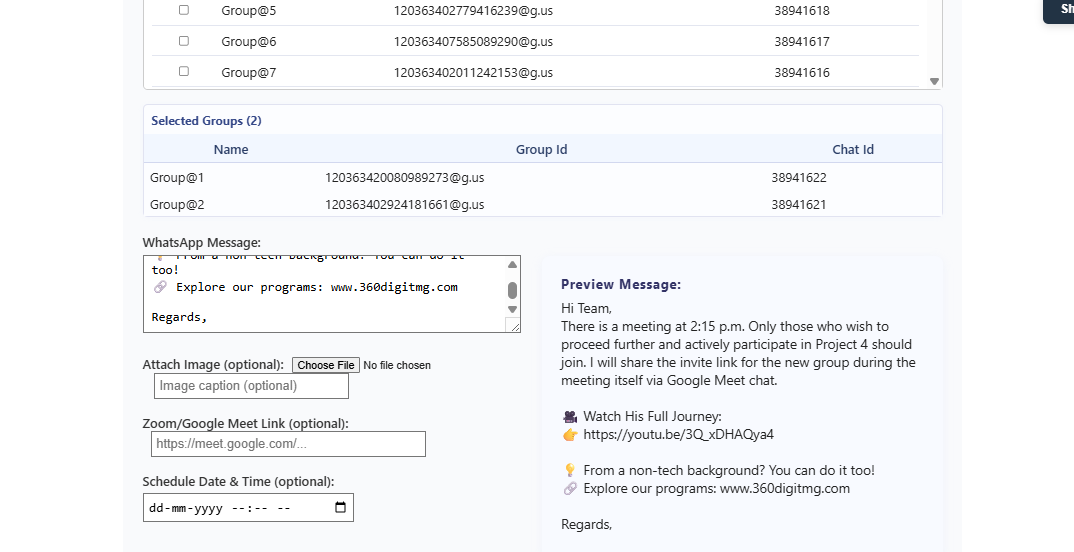 Sh
Group@5 120363402779416239@g.us 38941618
Group@6 120363407585089290@g.us 38941617
Group@7 120363402011242153@g.us 38941616
Selected Groups (2)
Name Group Id Chat Id
Group@1 120363420080989273@g.us 38941622
Group@2 120363402924181661@g.us 38941621
WhatsApp Message:
💡 From a non-tech background? You can do it
too!
🔗 Explore our programs: www.360digitmg.com
Regards,
Attach Image (optional): Choose File No file chosen
Image caption (optional)
Zoom/Google Meet Link (optional):
https://meet.google.com/...
Schedule Date & Time (optional):
dd-mm-yyyy --:-- --
Preview Message:
Hi Team,
There is a meeting at 2:15 p.m. Only those who wish to
proceed further and actively participate in Project 4 should
join. I will share the invite link for the new group during the
meeting itself via Google Meet chat.
🎥 Watch His Full Journey:
👉 https://youtu.be/3Q_xDHAQya4
💡 From a non-tech background? You can do it too!
🔗 Explore our programs: www.360digitmg.com
Regards,